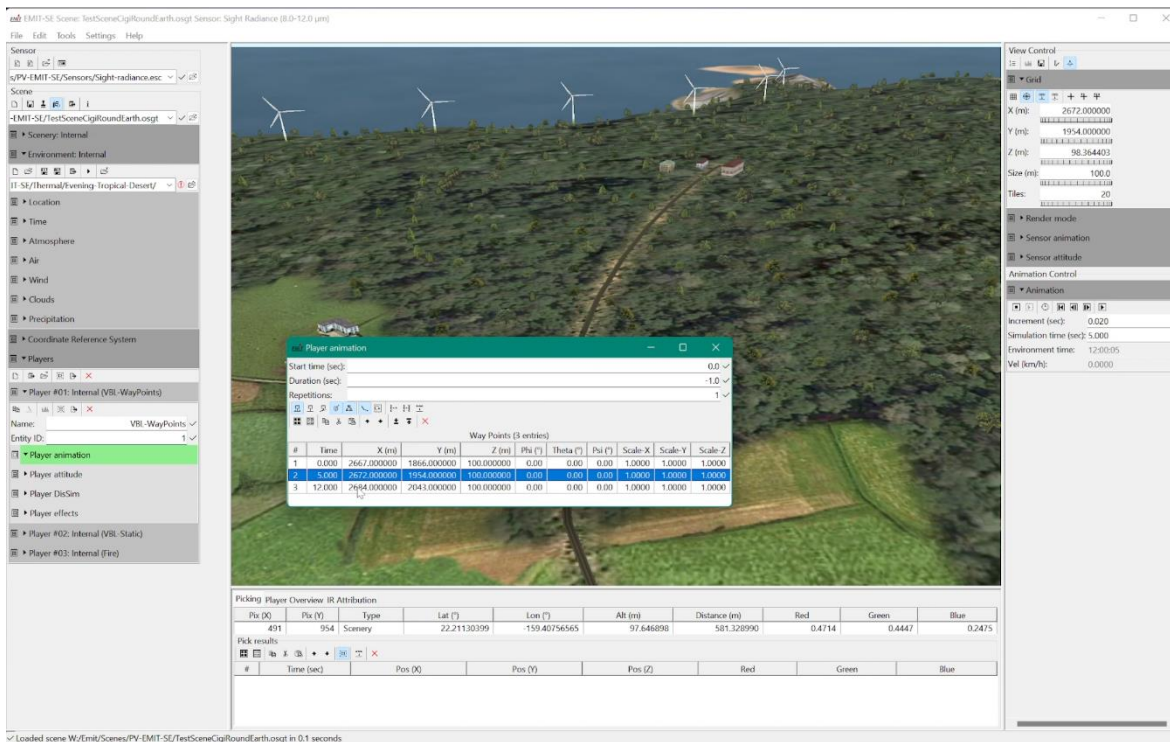 EMIT-SE Scene: TestSceneCigiRoundEarth.osgt Sensor: Sight Radiance (8.0-12.0 µm)
File Edit Tools Settings Help
Sensor
s/PV-EMIT-SE/Sensors/Sight-radiance.esc
Scene
-EMIT-SE/TestSceneCigiRoundEarth.osgt
Scenery: Internal
Environment: Internal
IT-SE/Thermal/Evening-Tropical-Desert/
Location
Time
Atmosphere
Air
Wind
Clouds
Precipitation
Coordinate Reference System
Players
Player #01: Internal (VBL-WayPoints)
Name: VBL-WayPoints
Entity ID: 1
Player animation
Player attitude
Player DisSim
Player effects
Player #02: Internal (VBL-Static)
Player #03: Internal (Fire)
Player animation
Start time (sec): 0.0
Duration (sec): -1.0
Repetitions: 1
Way Points (3 entries)
# Time X (m) Y (m) Z (m) Phi (°) Theta (°) Psi (°) Scale-X Scale-Y Scale-Z
1 0.000 2667.000000 1866.000000 100.000000 0.00 0.00 0.00 1.0000 1.0000 1.0000
2 5.000 2672.000000 1954.000000 100.000000 0.00 0.00 0.00 1.0000 1.0000 1.0000
3 12.000 2684.000000 2043.000000 100.000000 0.00 0.00 0.00 1.0000 1.0000 1.0000
Picking Player Overview IR Attribution
Pix (X) Pix (Y) Type Lat (°) Lon (°) Alt (m) Distance (m) Red Green Blue
491 954 Scenery 22.21130399 -159.40756565 97.646898 581.328990 0.4714 0.4447 0.2475
Pick results
# Time (sec) Pos (X) Pos (Y) Pos (Z) Red Green Blue
View Control
Grid
X (m): 2672.000000
Y (m): 1954.000000
Z (m): 98.364403
Size (m): 100.0
Tiles: 20
Render mode
Sensor animation
Sensor attitude
Animation Control
Animation
Increment (sec): 0.020
Simulation time (sec): 5.000
Environment time: 12:00:05
Vel (km/h): 0.0000
Loaded scene W:/Emit/Scenes/PV-EMIT-SE/TestSceneCigiRoundEarth.osgt in 0.1 seconds